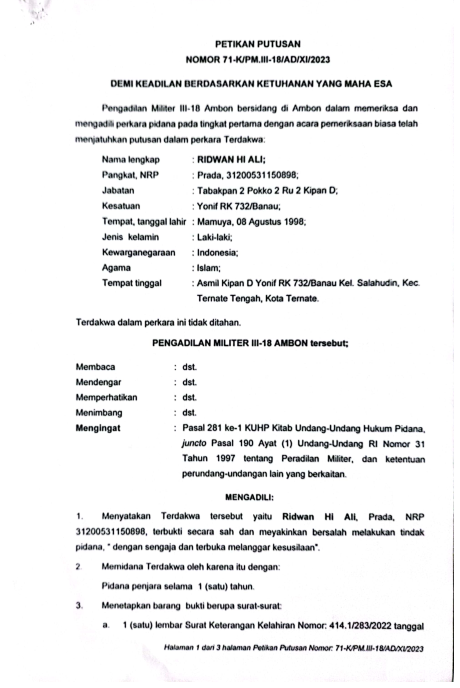 PETIKAN PUTUSAN
NOMOR 71-K/PM.III-18/AD/XI/2023
DEMI KEADILAN BERDASARKAN KETUHANAN YANG MAHA ESA
Pengadilan Militer III-18 Ambon bersidang di Ambon dalam memeriksa dan
mengadili perkara pidana pada tingkat pertama dengan acara pemeriksaan biasa telah
menjatuhkan putusan dalam perkara Terdakwa:
Nama lengkap : RIDWAN HI ALI;
Pangkat, NRP : Prada, 31200531150898;
Jabatan : Tabakpan 2 Pokko 2 Ru 2 Kipan D;
Kesatuan : Yonif RK 732/Banau;
Tempat, tanggal lahir : Mamuya, 08 Agustus 1998;
Jenis kelamin : Laki-laki;
Kewarganegaraan : Indonesia;
Agama : Islam;
Tempat tinggal : Asmil Kipan D Yonif RK 732/Banau Kel. Salahudin, Kec.
Ternate Tengah, Kota Ternate.
Terdakwa dalam perkara ini tidak ditahan.
PENGADILAN MILITER III-18 AMBON tersebut;
Membaca : dst.
Mendengar : dst.
Memperhatikan : dst.
Menimbang : dst.
Mengingat : Pasal 281 ke-1 KUHP Kitab Undang-Undang Hukum Pidana,
juncto Pasal 190 Ayat (1) Undang-Undang RI Nomor 31
Tahun 1997 tentang Peradilan Militer, dan ketentuan
perundang-undangan lain yang berkaitan.
MENGADILI:
1. Menyatakan Terdakwa tersebut yaitu Ridwan Hi Ali, Prada, NRP
31200531150898, terbukti secara sah dan meyakinkan bersalah melakukan tindak
pidana, " dengan sengaja dan terbuka melanggar kesusilaan".
2. Memidana Terdakwa oleh karena itu dengan:
Pidana penjara selama 1 (satu) tahun.
3. Menetapkan barang bukti berupa surat-surat:
a. 1 (satu) lembar Surat Keterangan Kelahiran Nomor: 414.1/283/2022 tanggal
Halaman 1 dari 3 halaman Petikan Putusan Nomor: 71-K/PM.III-18/AD/XI/2023